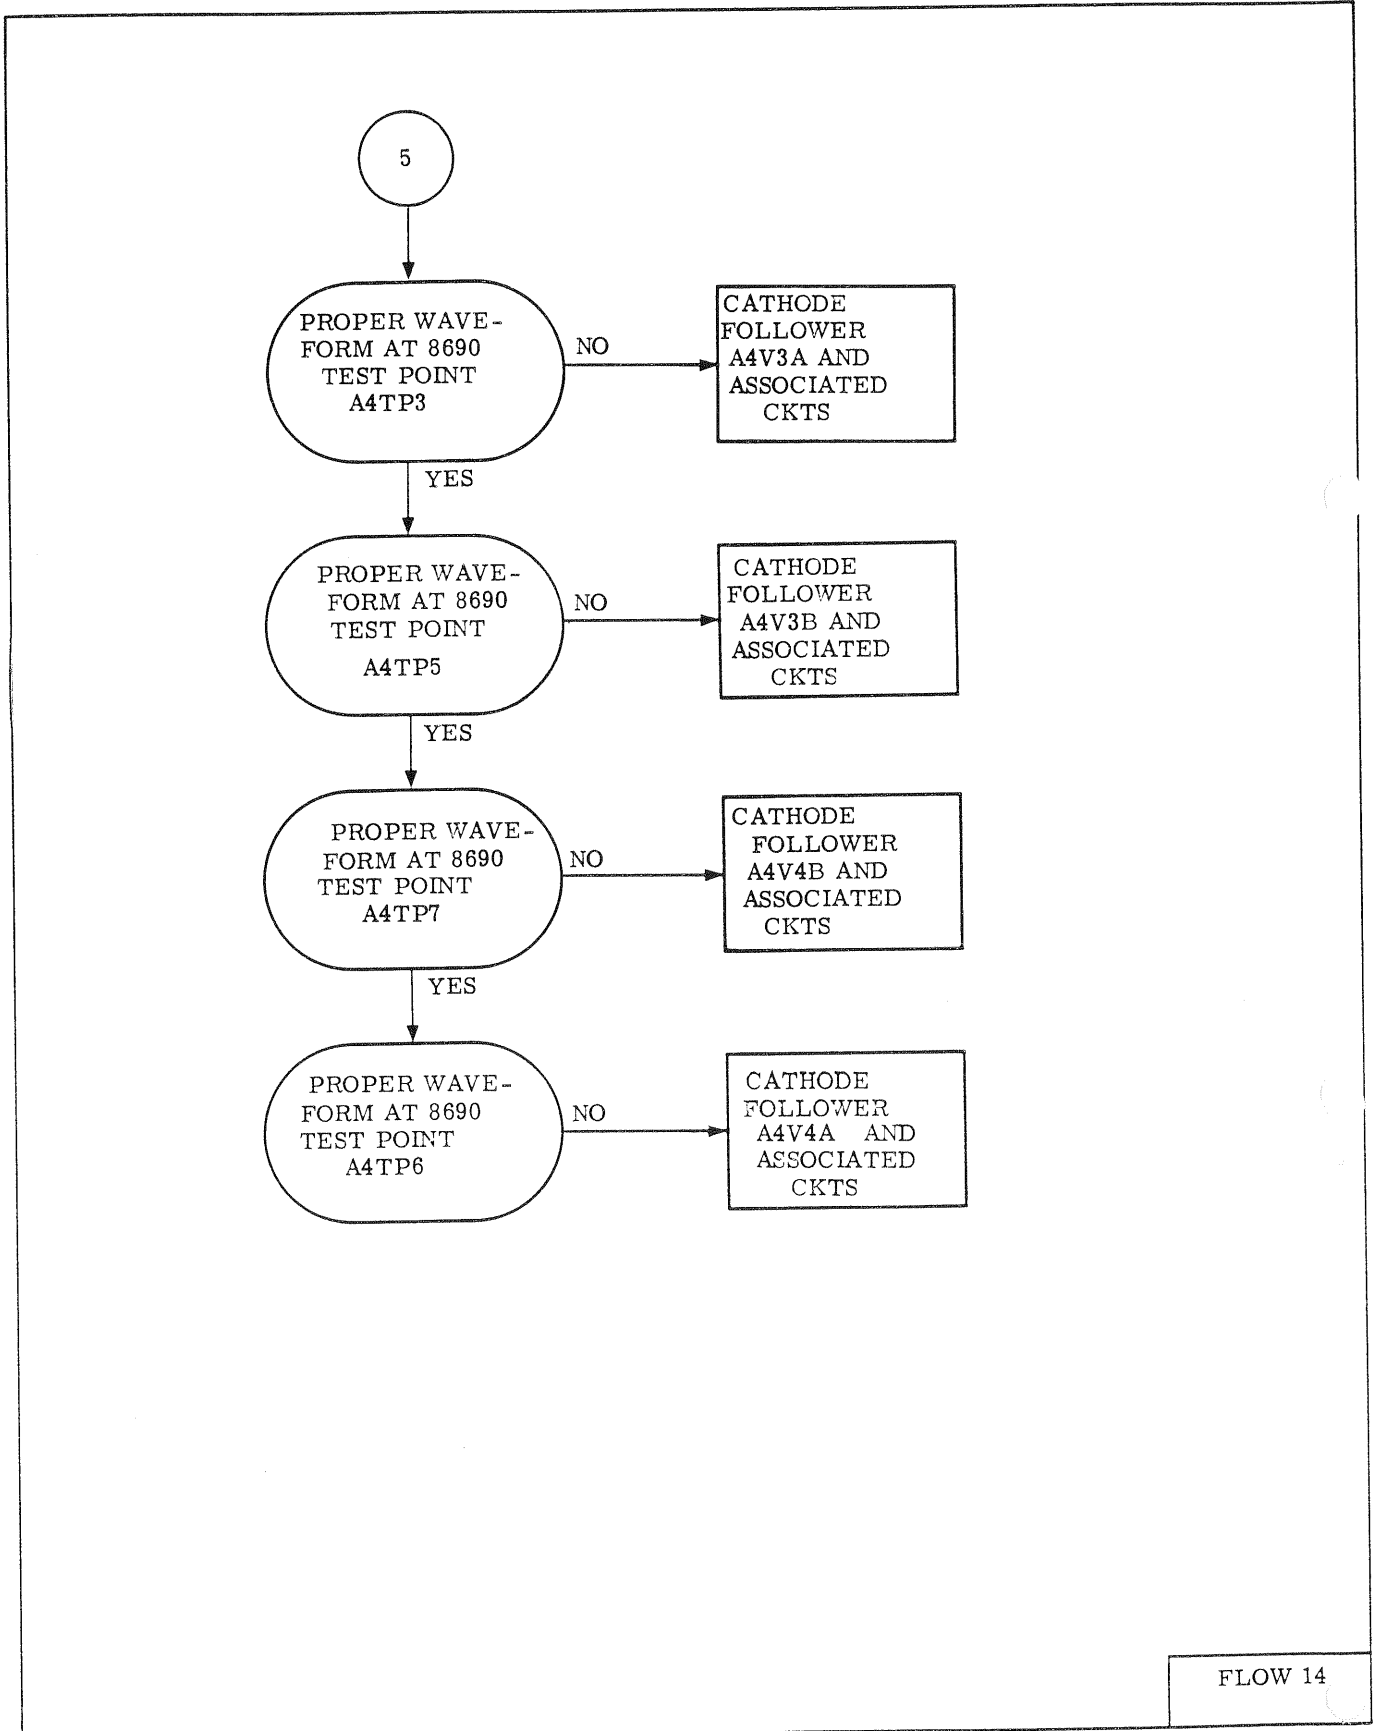 5
PROPER WAVE-
FORM AT 8690
TEST POINT
A4TP3
NO
CATHODE
FOLLOWER
A4V3A AND
ASSOCIATED
CKTS
YES
PROPER WAVE-
FORM AT 8690
TEST POINT
A4TP5
NO
CATHODE
FOLLOWER
A4V3B AND
ASSOCIATED
CKTS
YES
PROPER WAVE-
FORM AT 8690
TEST POINT
A4TP7
NO
CATHODE
FOLLOWER
A4V4B AND
ASSOCIATED
CKTS
YES
PROPER WAVE-
FORM AT 8690
TEST POINT
A4TP6
NO
CATHODE
FOLLOWER
A4V4A AND
ASSOCIATED
CKTS
FLOW 14